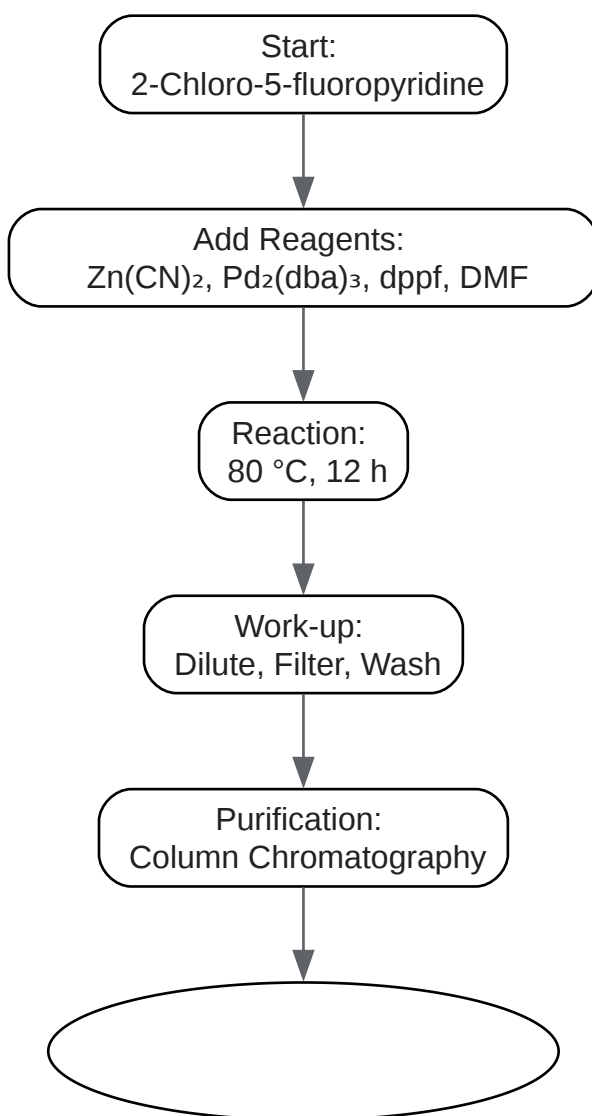 Start:
2-Chloro-5-fluoropyridine
Add Reagents:
Zn(CN)₂, Pd₂(dba)₃, dppf, DMF
Reaction:
80 °C, 12 h
Work-up:
Dilute, Filter, Wash
Purification:
Column Chromatography